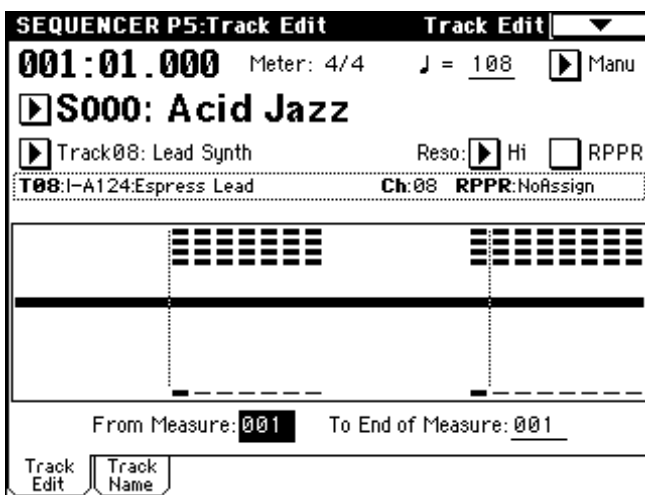 SEQUENCER P5:Track Edit Track Edit
001:01.000 Meter: 4/4 ♩ = 108 Manu
S000: Acid Jazz
Track08: Lead Synth Reso: Hi RPPR
T08:I-A124:Espress Lead Ch:08 RPPR:NoAssign
From Measure: 001 To End of Measure: 001
Track Edit Track Name